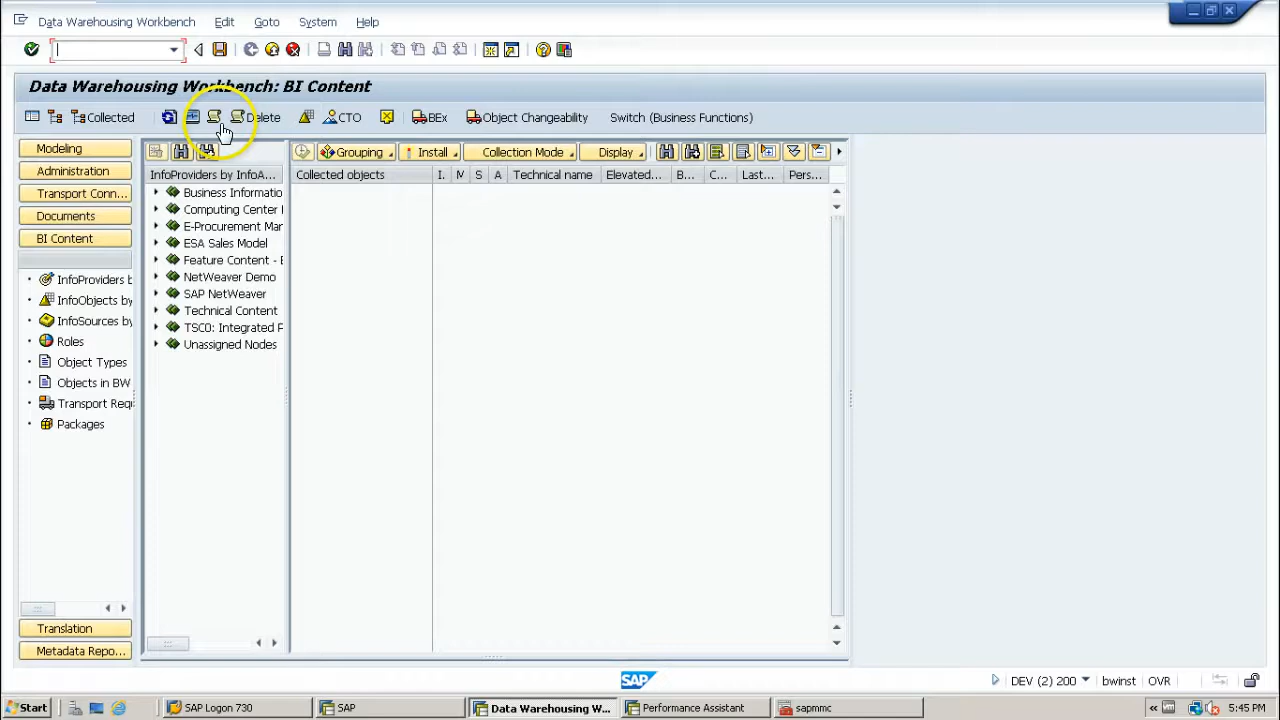 Data Warehousing Workbench Edit Goto System Help
Data Warehousing Workbench: BI Content
Collected Delete CTO BEx Object Changeability Switch (Business Functions)
Modeling
Administration
Transport Conn...
Documents
BI Content
InfoProviders b
InfoObjects by
InfoSources by
Roles
Object Types
Objects in BW
Transport Requ
Packages
Translation
Metadata Repo...
InfoProviders by InfoA...
Business Informatio
Computing Center
E-Procurement Mar
ESA Sales Model
Feature Content -
NetWeaver Demo
SAP NetWeaver
Technical Content
TSC0: Integrated P
Unassigned Nodes
Grouping Install Collection Mode Display
Collected objects I. M S A Technical name Elevated... B... C... Last... Pers...
SAP DEV (2) 200 bwinst OVR
Start SAP Logon 730 SAP Data Warehousing W... Performance Assistant sapmmc 5:45 PM